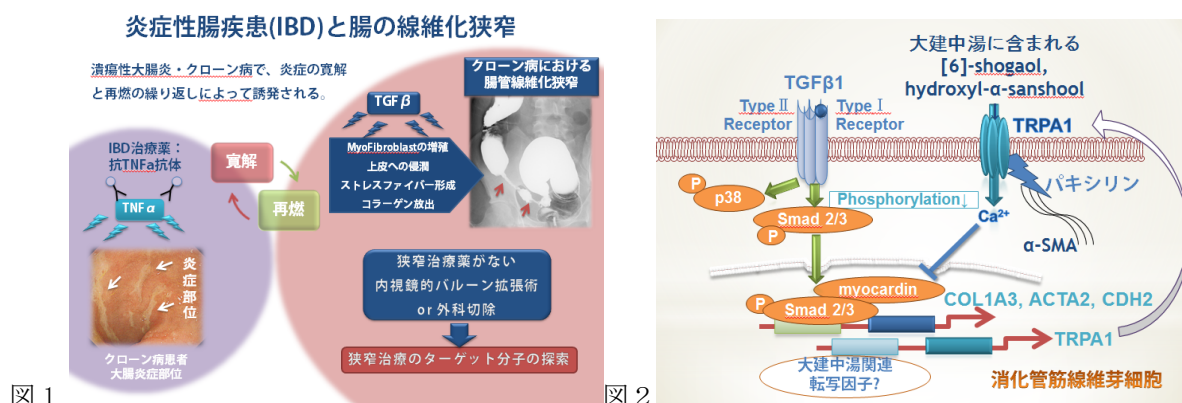 炎症性腸疾患(IBD)と腸の線維化狭窄
潰瘍性大腸炎・クローン病で、炎症の寛解
と再燃の繰り返しによって誘発される。
IBD治療薬：
抗TNFa抗体
TNFα
炎症部位
クローン病患者
大腸炎症部位
寛解
再燃
TGFβ
MyoFibroblastの増殖
上皮への侵潤
ストレスファイバー形成
コラーゲン放出
クローン病における
腸管線維化狭窄
狭窄治療薬がない
内視鏡的バルーン拡張術
or 外科切除
狭窄治療のターゲット分子の探索
図1
大建中湯に含まれる
[6]-shogaol,
hydroxyl-α-sanshool
TGFβ1
TypeⅡ
Receptor
TypeⅠ
Receptor
TRPA1
パキシリン
P
p38
Phosphorylation↓
Smad 2/3
P
Ca²⁺
α-SMA
myocardin
P
Smad 2/3
COL1A3, ACTA2, CDH2
TRPA1
大建中湯関連
転写因子?
消化管筋線維芽細胞
図2